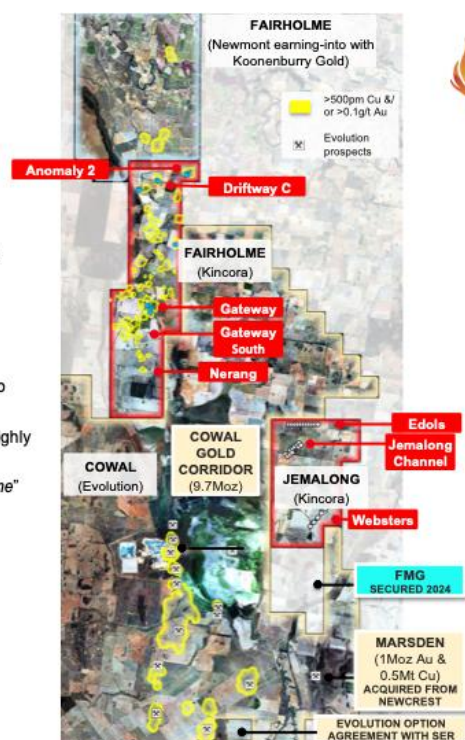 FAIRHOLME
(Newmont earning-into with
Koonenburry Gold)
>500pm Cu &/
or >0.1g/t Au
Evolution
prospects
Anomaly 2
Driftway C
FAIRHOLME
(Kincora)
Gateway
Gateway
South
Nerang
Edols
COWAL
GOLD
CORRIDOR
(9.7Moz)
Jemalong
Channel
COWAL
(Evolution)
JEMALONG
(Kincora)
Websters
FMG
SECURED 2024
MARSDEN
(1Moz Au &
0.5Mt Cu)
ACQUIRED FROM
NEWCREST
EVOLUTION OPTION
AGREEMENT WITH SER